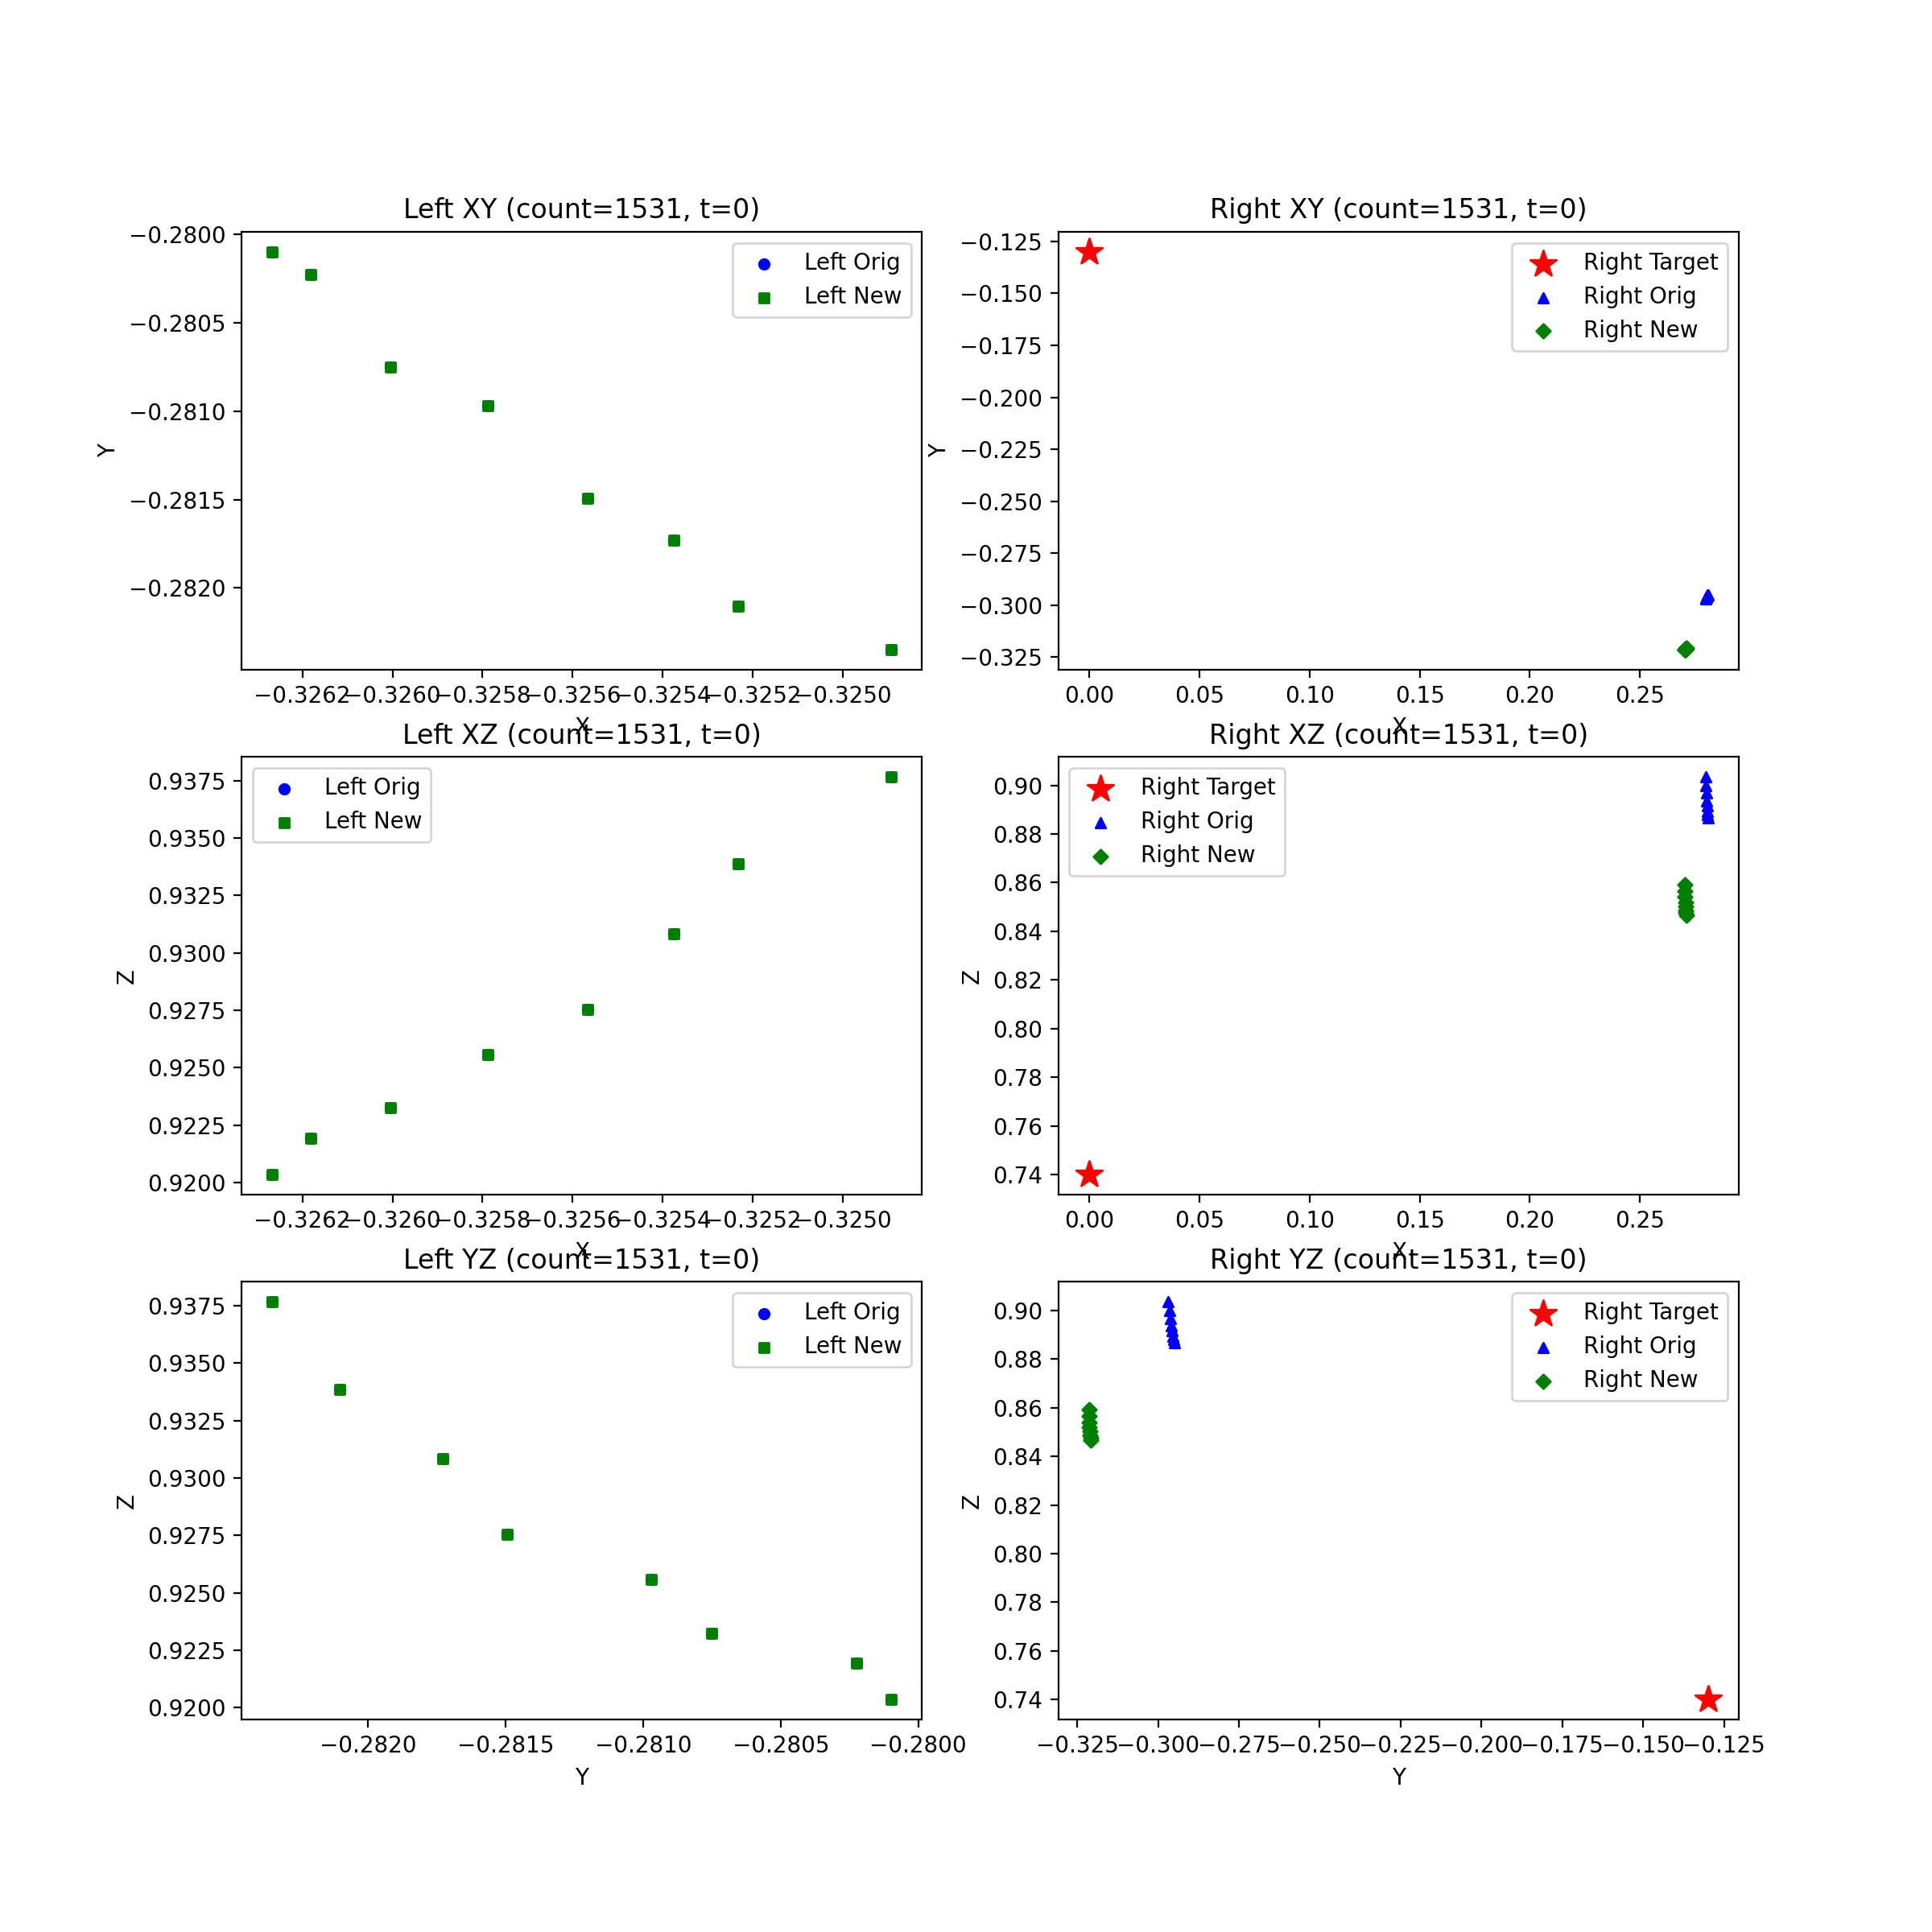 Left XY (count=1531, t=0)
−0.2800
−0.2805
−0.2810
−0.2815
−0.2820
Y
Left Orig
Left New
−0.3262
−0.3260
−0.3258
−0.3256
−0.3254
−0.3252
−0.3250
X
Right XY (count=1531, t=0)
−0.125
−0.150
−0.175
−0.200
−0.225
−0.250
−0.275
−0.300
−0.325
Y
Right Target
Right Orig
Right New
0.00
0.05
0.10
0.15
0.20
0.25
X
Left XZ (count=1531, t=0)
0.9375
0.9350
0.9325
0.9300
0.9275
0.9250
0.9225
0.9200
Z
Left Orig
Left New
−0.3262
−0.3260
−0.3258
−0.3256
−0.3254
−0.3252
−0.3250
X
Right XZ (count=1531, t=0)
0.90
0.88
0.86
0.84
0.82
0.80
0.78
0.76
0.74
Z
Right Target
Right Orig
Right New
0.00
0.05
0.10
0.15
0.20
0.25
X
Left YZ (count=1531, t=0)
0.9375
0.9350
0.9325
0.9300
0.9275
0.9250
0.9225
0.9200
Z
Left Orig
Left New
−0.2820
−0.2815
−0.2810
−0.2805
−0.2800
Y
Right YZ (count=1531, t=0)
0.90
0.88
0.86
0.84
0.82
0.80
0.78
0.76
0.74
Z
Right Target
Right Orig
Right New
−0.325
−0.300
−0.275
−0.250
−0.225
−0.200
−0.175
−0.150
−0.125
Y